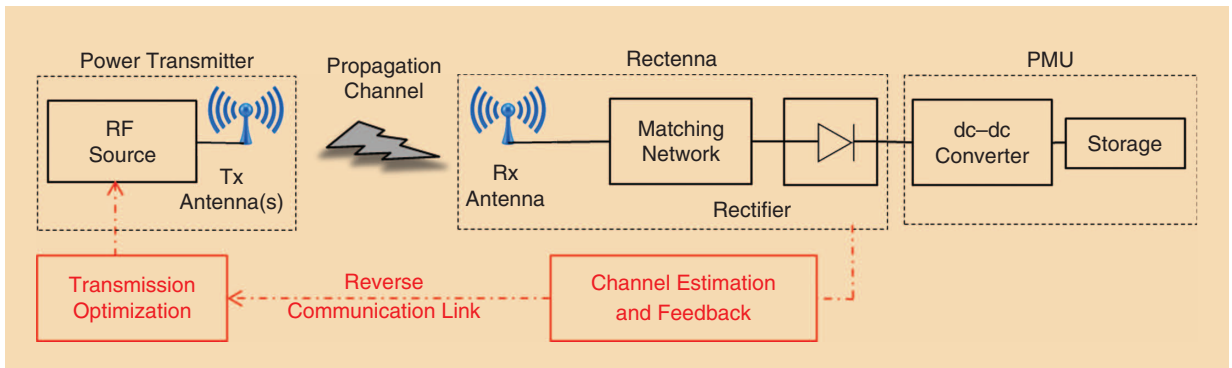 Power Transmitter
Propagation
Channel
Rectenna
PMU
RF
Source
Tx
Antenna(s)
Rx
Antenna
Matching
Network
Rectifier
dc–dc
Converter
Storage
Transmission
Optimization
Reverse
Communication Link
Channel Estimation
and Feedback